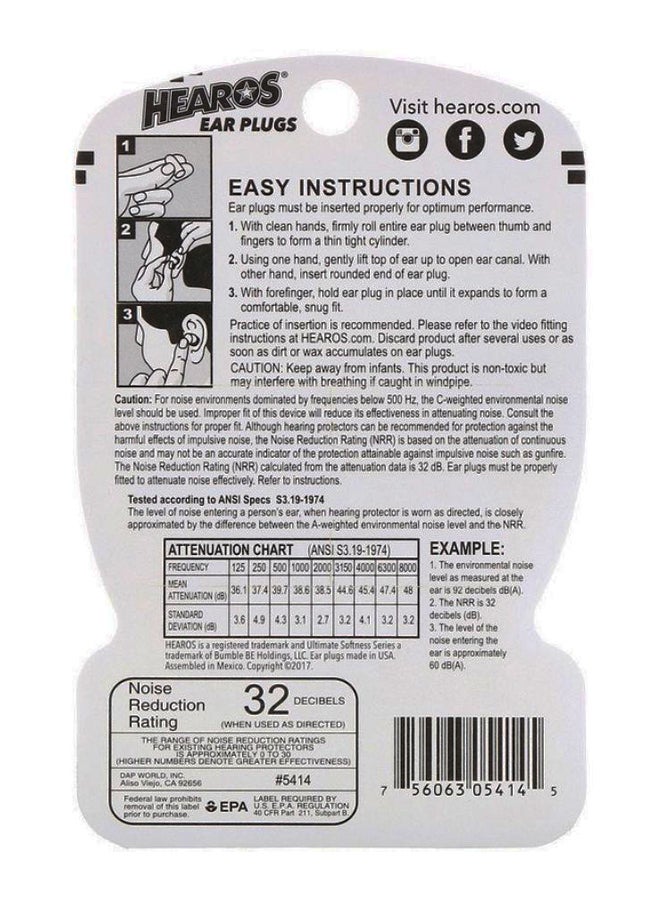 HEAROS®
EAR PLUGS
Visit hearos.com
1
2
3
EASY INSTRUCTIONS
Ear plugs must be inserted properly for optimum performance.
1. With clean hands, firmly roll entire ear plug between thumb and
fingers to form a thin tight cylinder.
2. Using one hand, gently lift top of ear up to open ear canal. With
other hand, insert rounded end of ear plug.
3. With forefinger, hold ear plug in place until it expands to form a
comfortable, snug fit.
Practice of insertion is recommended. Please refer to the video fitting
instructions at HEAROS.com. Discard product after several uses or as
soon as dirt or wax accumulates on ear plugs.
CAUTION: Keep away from infants. This product is non-toxic but
may interfere with breathing if caught in windpipe.
Caution: For noise environments dominated by frequencies below 500 Hz, the C-weighted environmental noise
level should be used. Improper fit of this device will reduce its effectiveness in attenuating noise. Consult the
above instructions for proper fit. Although hearing protectors can be recommended for protection against the
harmful effects of impulsive noise, the Noise Reduction Rating (NRR) is based on the attenuation of continuous
noise and may not be an accurate indicator of the protection attainable against impulsive noise such as gunfire.
The Noise Reduction Rating (NRR) calculated from the attenuation data is 32 dB. Ear plugs must be properly
fitted to attenuate noise effectively. Refer to instructions.
Tested according to ANSI Specs S3.19-1974
The level of noise entering a person's ear, when hearing protector is worn as directed, is closely
approximated by the difference between the A-weighted environmental noise level and the NRR.
ATTENUATION CHART (ANSI S3.19-1974)
FREQUENCY 125 250 500 1000 2000 3150 4000 6300 8000
MEAN
ATTENUATION (dB) 36.1 37.4 39.7 38.6 38.5 44.6 45.4 47.4 48
STANDARD
DEVIATION (dB) 3.6 4.9 4.3 3.1 2.7 3.2 4.1 3.2 3.2
HEAROS is a registered trademark and Ultimate Softness Series a
trademark of Bumble BE Holdings, LLC. Ear plugs made in USA.
Assembled in Mexico. Copyright ©2017.
EXAMPLE:
1. The environmental noise
level as measured at the
ear is 92 decibels dB(A).
2. The NRR is 32
decibels (dB).
3. The level of the
noise entering the
ear is approximately
60 dB(A).
Noise
Reduction
Rating
32 DECIBELS
(WHEN USED AS DIRECTED)
THE RANGE OF NOISE REDUCTION RATINGS
FOR EXISTING HEARING PROTECTORS
IS APPROXIMATELY 0 TO 30
(HIGHER NUMBERS DENOTE GREATER EFFECTIVENESS)
DAP WORLD, INC.
Aliso Viejo, CA 92656
#5414
Federal law prohibits
removal of this label
prior to purchase.
EPA
LABEL REQUIRED BY
U.S. E.P.A. REGULATION
40 CFR Part 211, Subpart B.
7 56063 05414 5